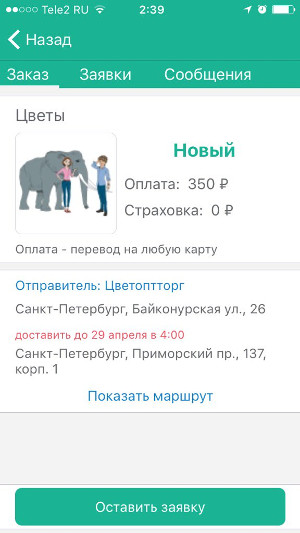 Tele2 RU 2:39
Назад
Заказ Заявки Сообщения
Цветы
Новый
Оплата: 350 ₽
Страховка: 0 ₽
Оплата - перевод на любую карту
Отправитель: Цветоптторг
Санкт-Петербург, Байконурская ул., 26
доставить до 29 апреля в 4:00
Санкт-Петербург, Приморский пр., 137,
корп. 1
Показать маршрут
Оставить заявку